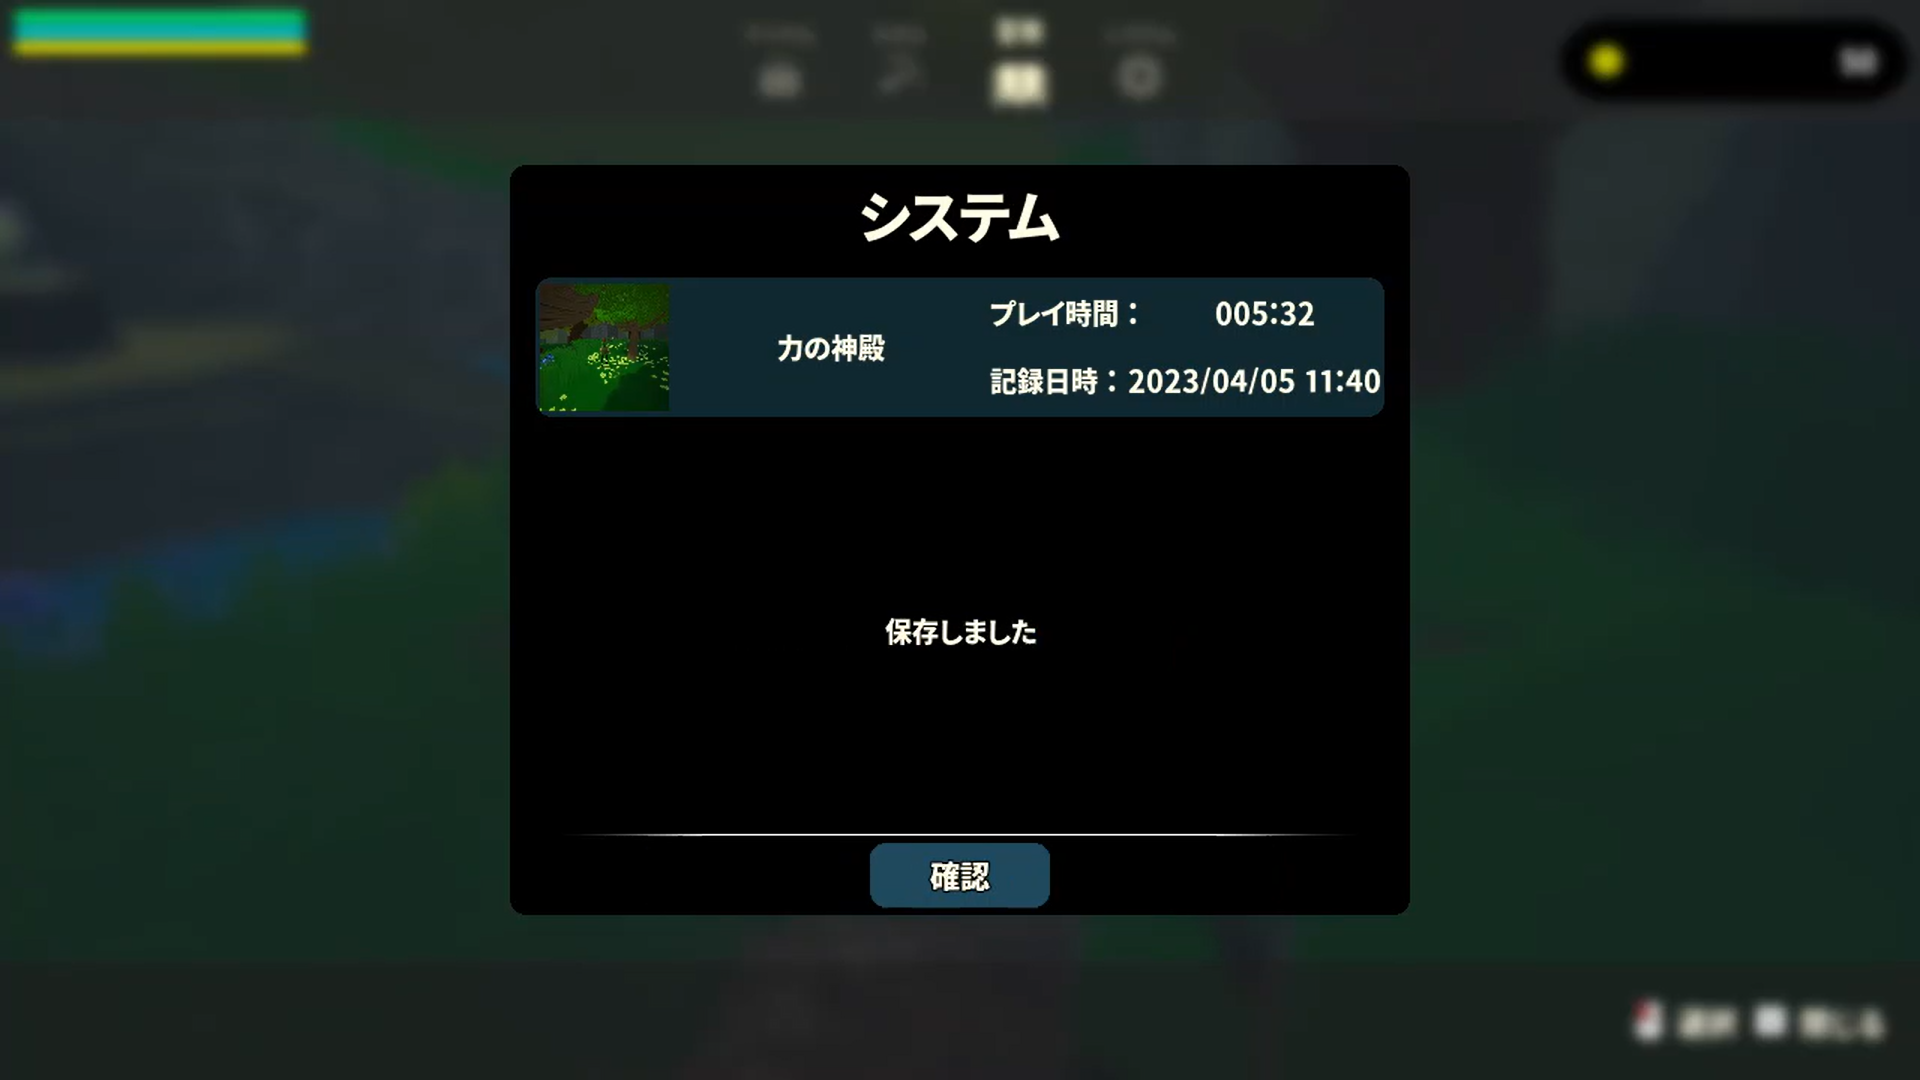 システム
力の神殿
プレイ時間： 005:32
記録日時：2023/04/05 11:40
保存しました
確認